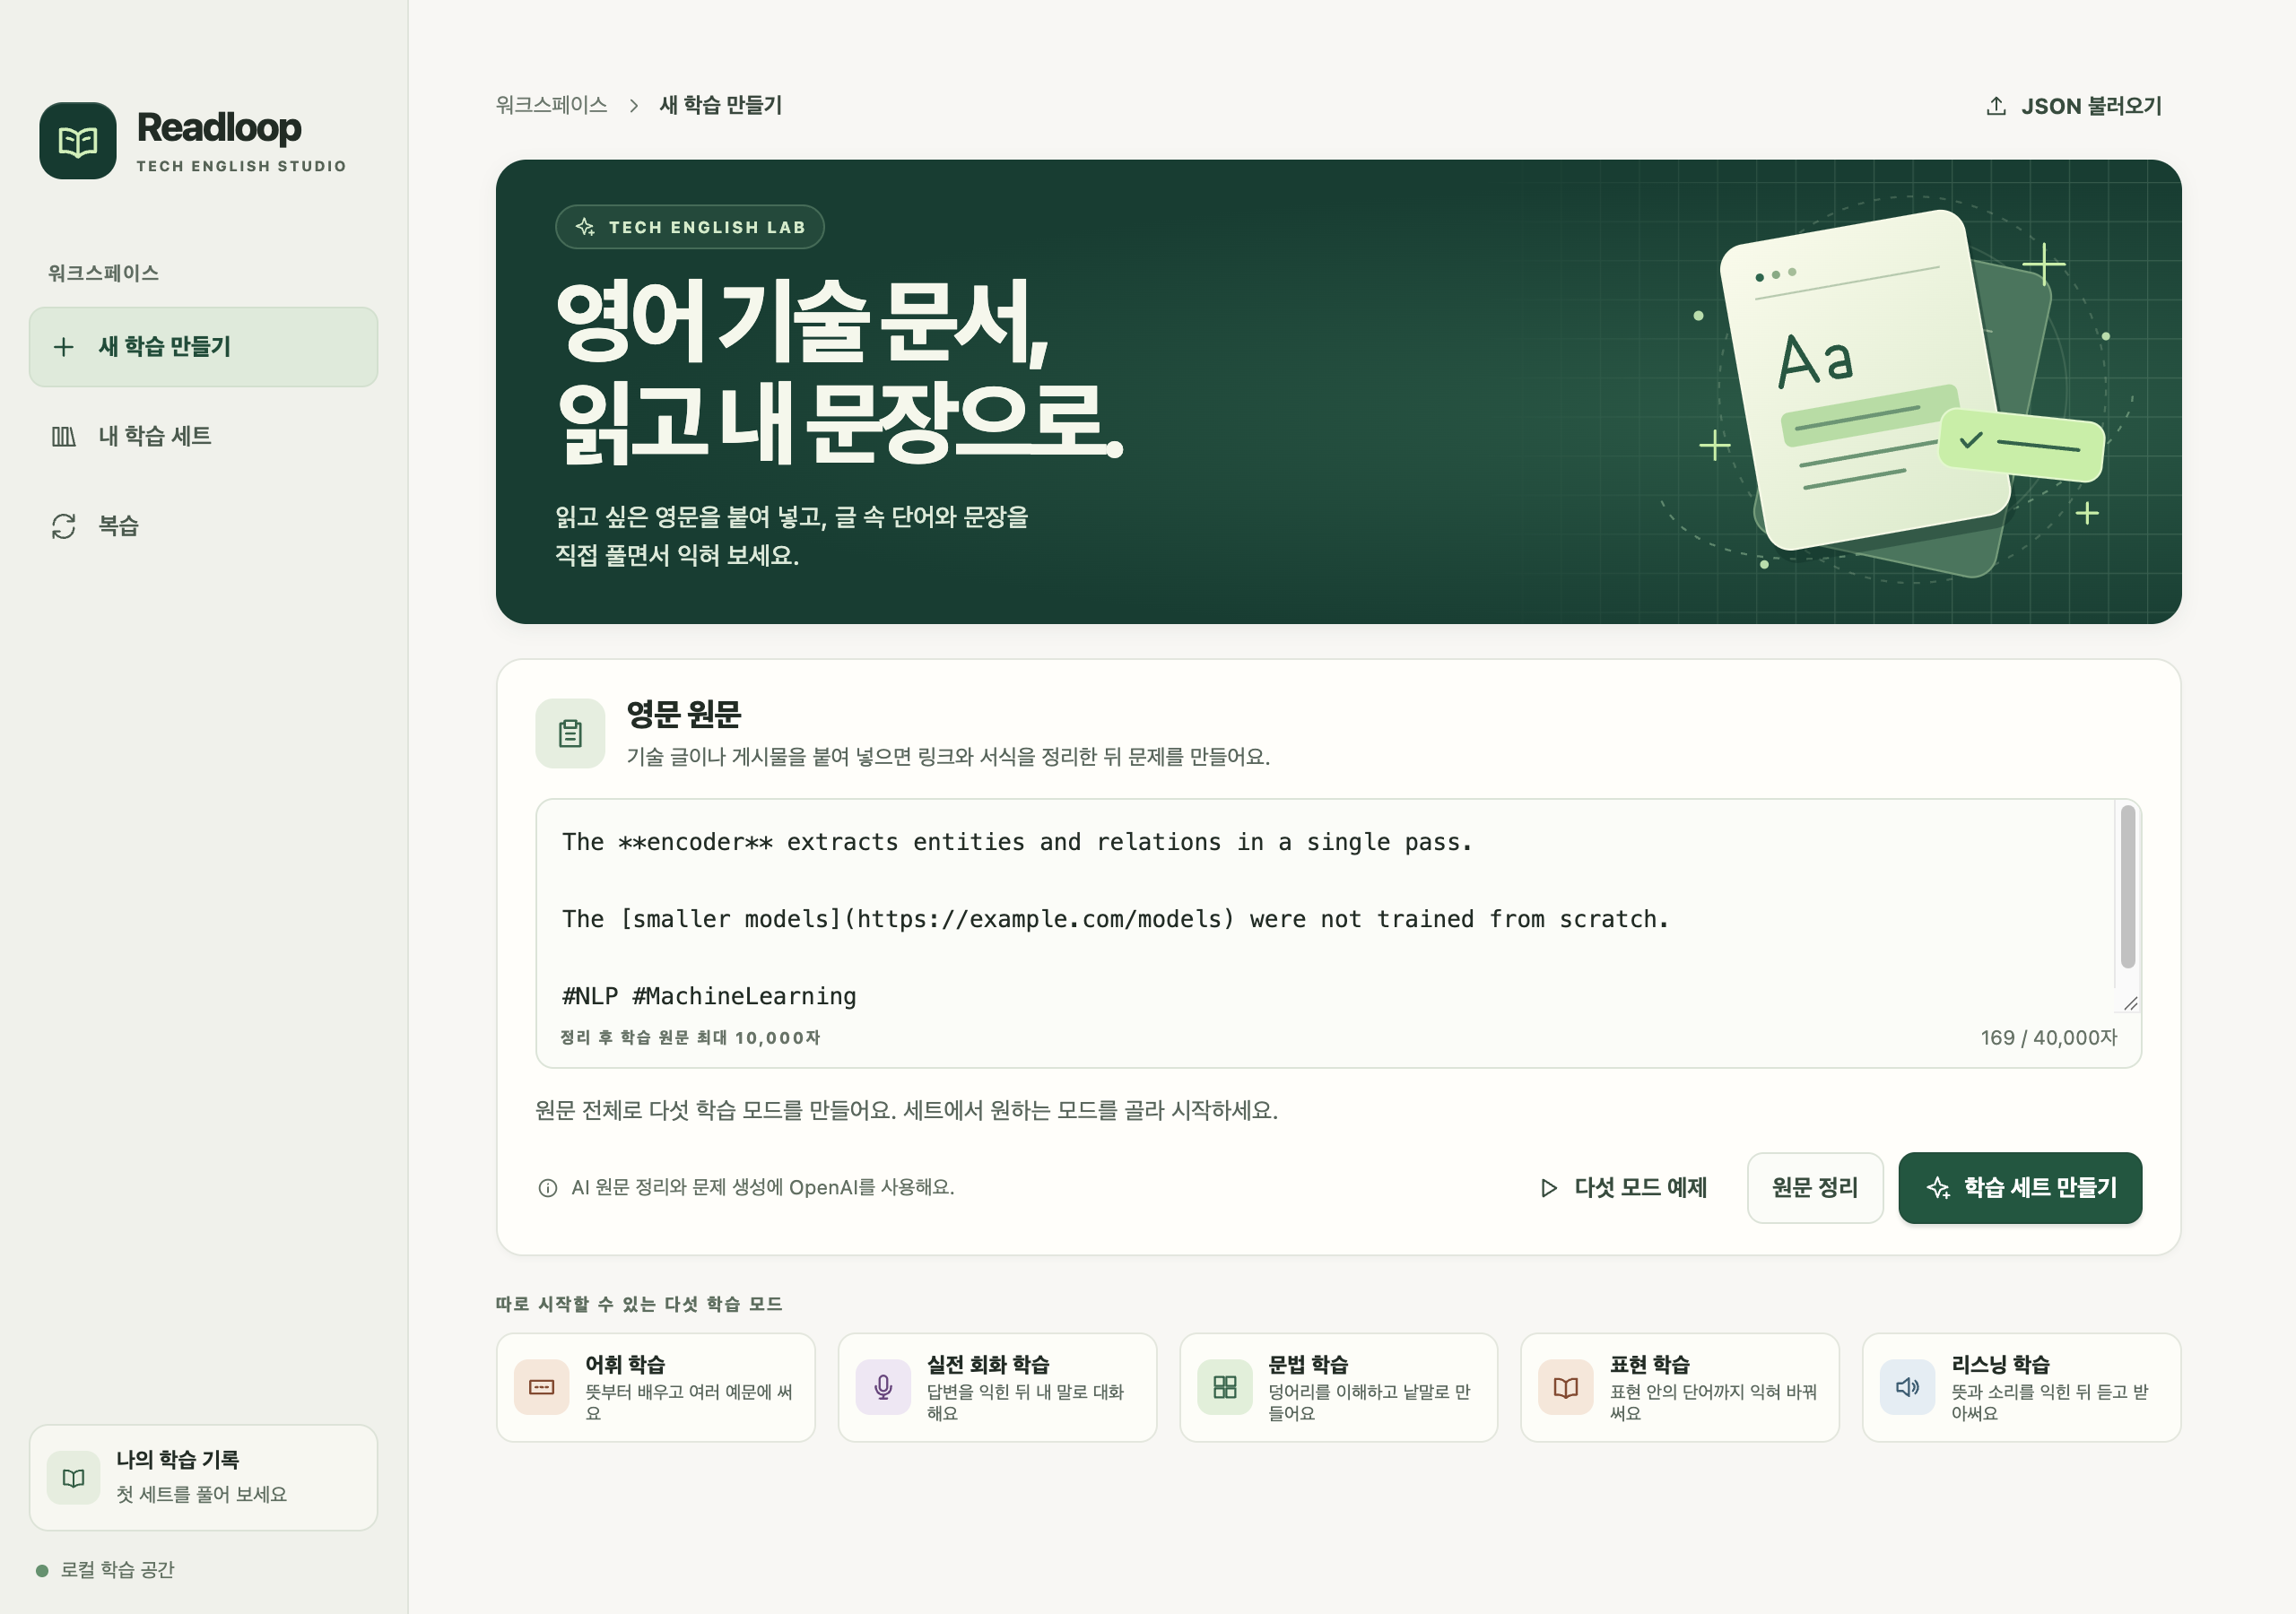 Readloop
TECH ENGLISH STUDIO
워크스페이스
새 학습 만들기
내 학습 세트
복습
나의 학습 기록
첫 세트를 풀어 보세요
로컬 학습 공간
워크스페이스 > 새 학습 만들기
JSON 불러오기
TECH ENGLISH LAB
영어 기술 문서,
읽고 내 문장으로.
읽고 싶은 영문을 붙여 넣고, 글 속 단어와 문장을
직접 풀면서 익혀 보세요.
Aa
영문 원문
기술 글이나 게시물을 붙여 넣으면 링크와 서식을 정리한 뒤 문제를 만들어요.
The **encoder** extracts entities and relations in a single pass.
The [smaller models](https://example.com/models) were not trained from scratch.
#NLP #MachineLearning
정리 후 학습 원문 최대 10,000자
169 / 40,000자
원문 전체로 다섯 학습 모드를 만들어요. 세트에서 원하는 모드를 골라 시작하세요.
AI 원문 정리와 문제 생성에 OpenAI를 사용해요.
다섯 모드 예제
원문 정리
학습 세트 만들기
따로 시작할 수 있는 다섯 학습 모드
어휘 학습
뜻부터 배우고 여러 예문에 써
요
실전 회화 학습
답변을 익힌 뒤 내 말로 대화
해요
문법 학습
덩어리를 이해하고 낱말로 만
들어요
표현 학습
표현 안의 단어까지 익혀 바꿔
써요
리스닝 학습
뜻과 소리를 익힌 뒤 듣고 받
아써요